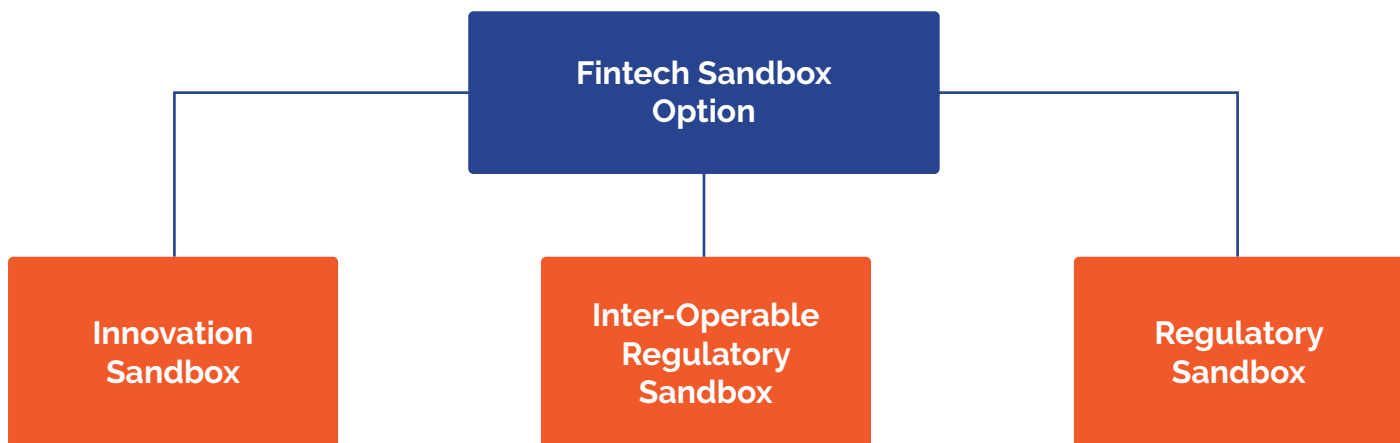 Fintech Sandbox
Option
Innovation
Sandbox
Inter-Operable
Regulatory
Sandbox
Regulatory
Sandbox